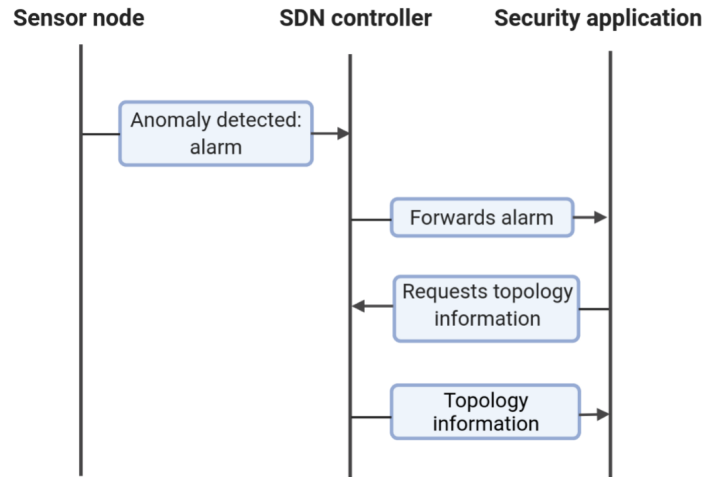 Sensor node
SDN controller
Security application
Anomaly detected:
alarm
Forwards alarm
Requests topology
information
Topology
information